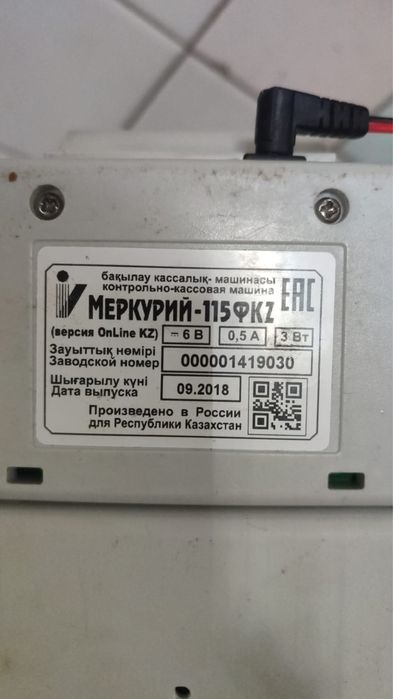 бақылау кассалық- машинасы
контрольно-кассовая машина
МЕРКУРИЙ-115ФKZ
EAC
(версия OnLine KZ) ⎓ 6 В 0,5 А 3 Вт
Зауыттық нөмірі
Заводской номер 000001419030
Шығарылу күні
Дата выпуска 09.2018
Произведено в России
для Республики Казахстан